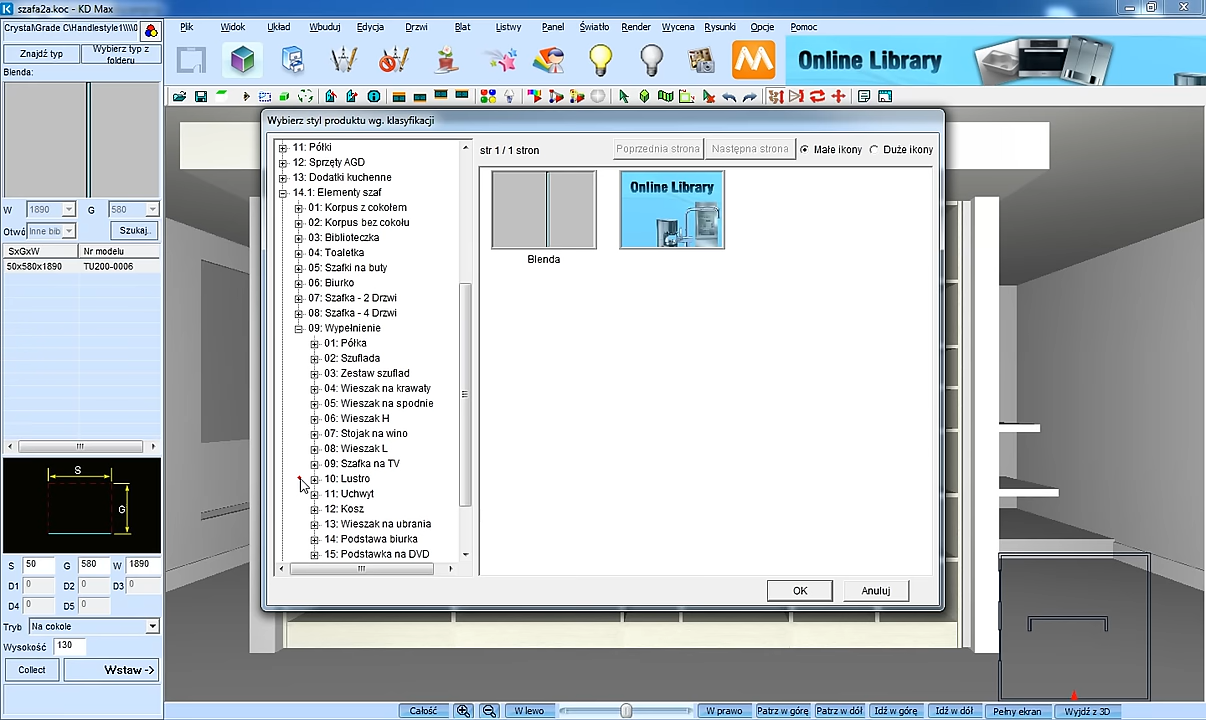 szafa2a.koc - KD Max
Crystal\Grade C\Handlestyle1\\\\0
Znajdź typ
Wybierz typ z folderu
Blenda:
W 1890 G 580
Otwó Inne bib Szukaj..
SxGxW Nr modelu
50x580x1890 TU200-0006
S
G
S 50 G 580 W 1890
D1 0 D2 0 D3 0
D4 0 D5 0
Tryb Na cokole
Wysokość 130
Collect Wstaw ->
Plik Widok Układ Wbuduj Edycja Drzwi Blat Listwy Panel Światło Render Wycena Rysunki Opcje Pomoc
Online Library
Wybierz styl produktu wg. klasyfikacji
11: Półki
12: Sprzęty AGD
13: Dodatki kuchenne
14.1: Elementy szaf
01: Korpus z cokołem
02: Korpus bez cokołu
03: Biblioteczka
04: Toaletka
05: Szafki na buty
06: Biurko
07: Szafka - 2 Drzwi
08: Szafka - 4 Drzwi
09: Wypełnienie
01: Półka
02: Szuflada
03: Zestaw szuflad
04: Wieszak na krawaty
05: Wieszak na spodnie
06: Wieszak H
07: Stojak na wino
08: Wieszak L
09: Szafka na TV
10: Lustro
11: Uchwyt
12: Kosz
13: Wieszak na ubrania
14: Podstawa biurka
15: Podstawka na DVD
str 1 / 1 stron
Poprzednia strona Następna strona Małe ikony Duże ikony
Online Library
Blenda
OK Anuluj
Całość W lewo W prawo Patrz w górę Patrz w dół Idź w górę Idź w dół Pełny ekran Wyjdź z 3D